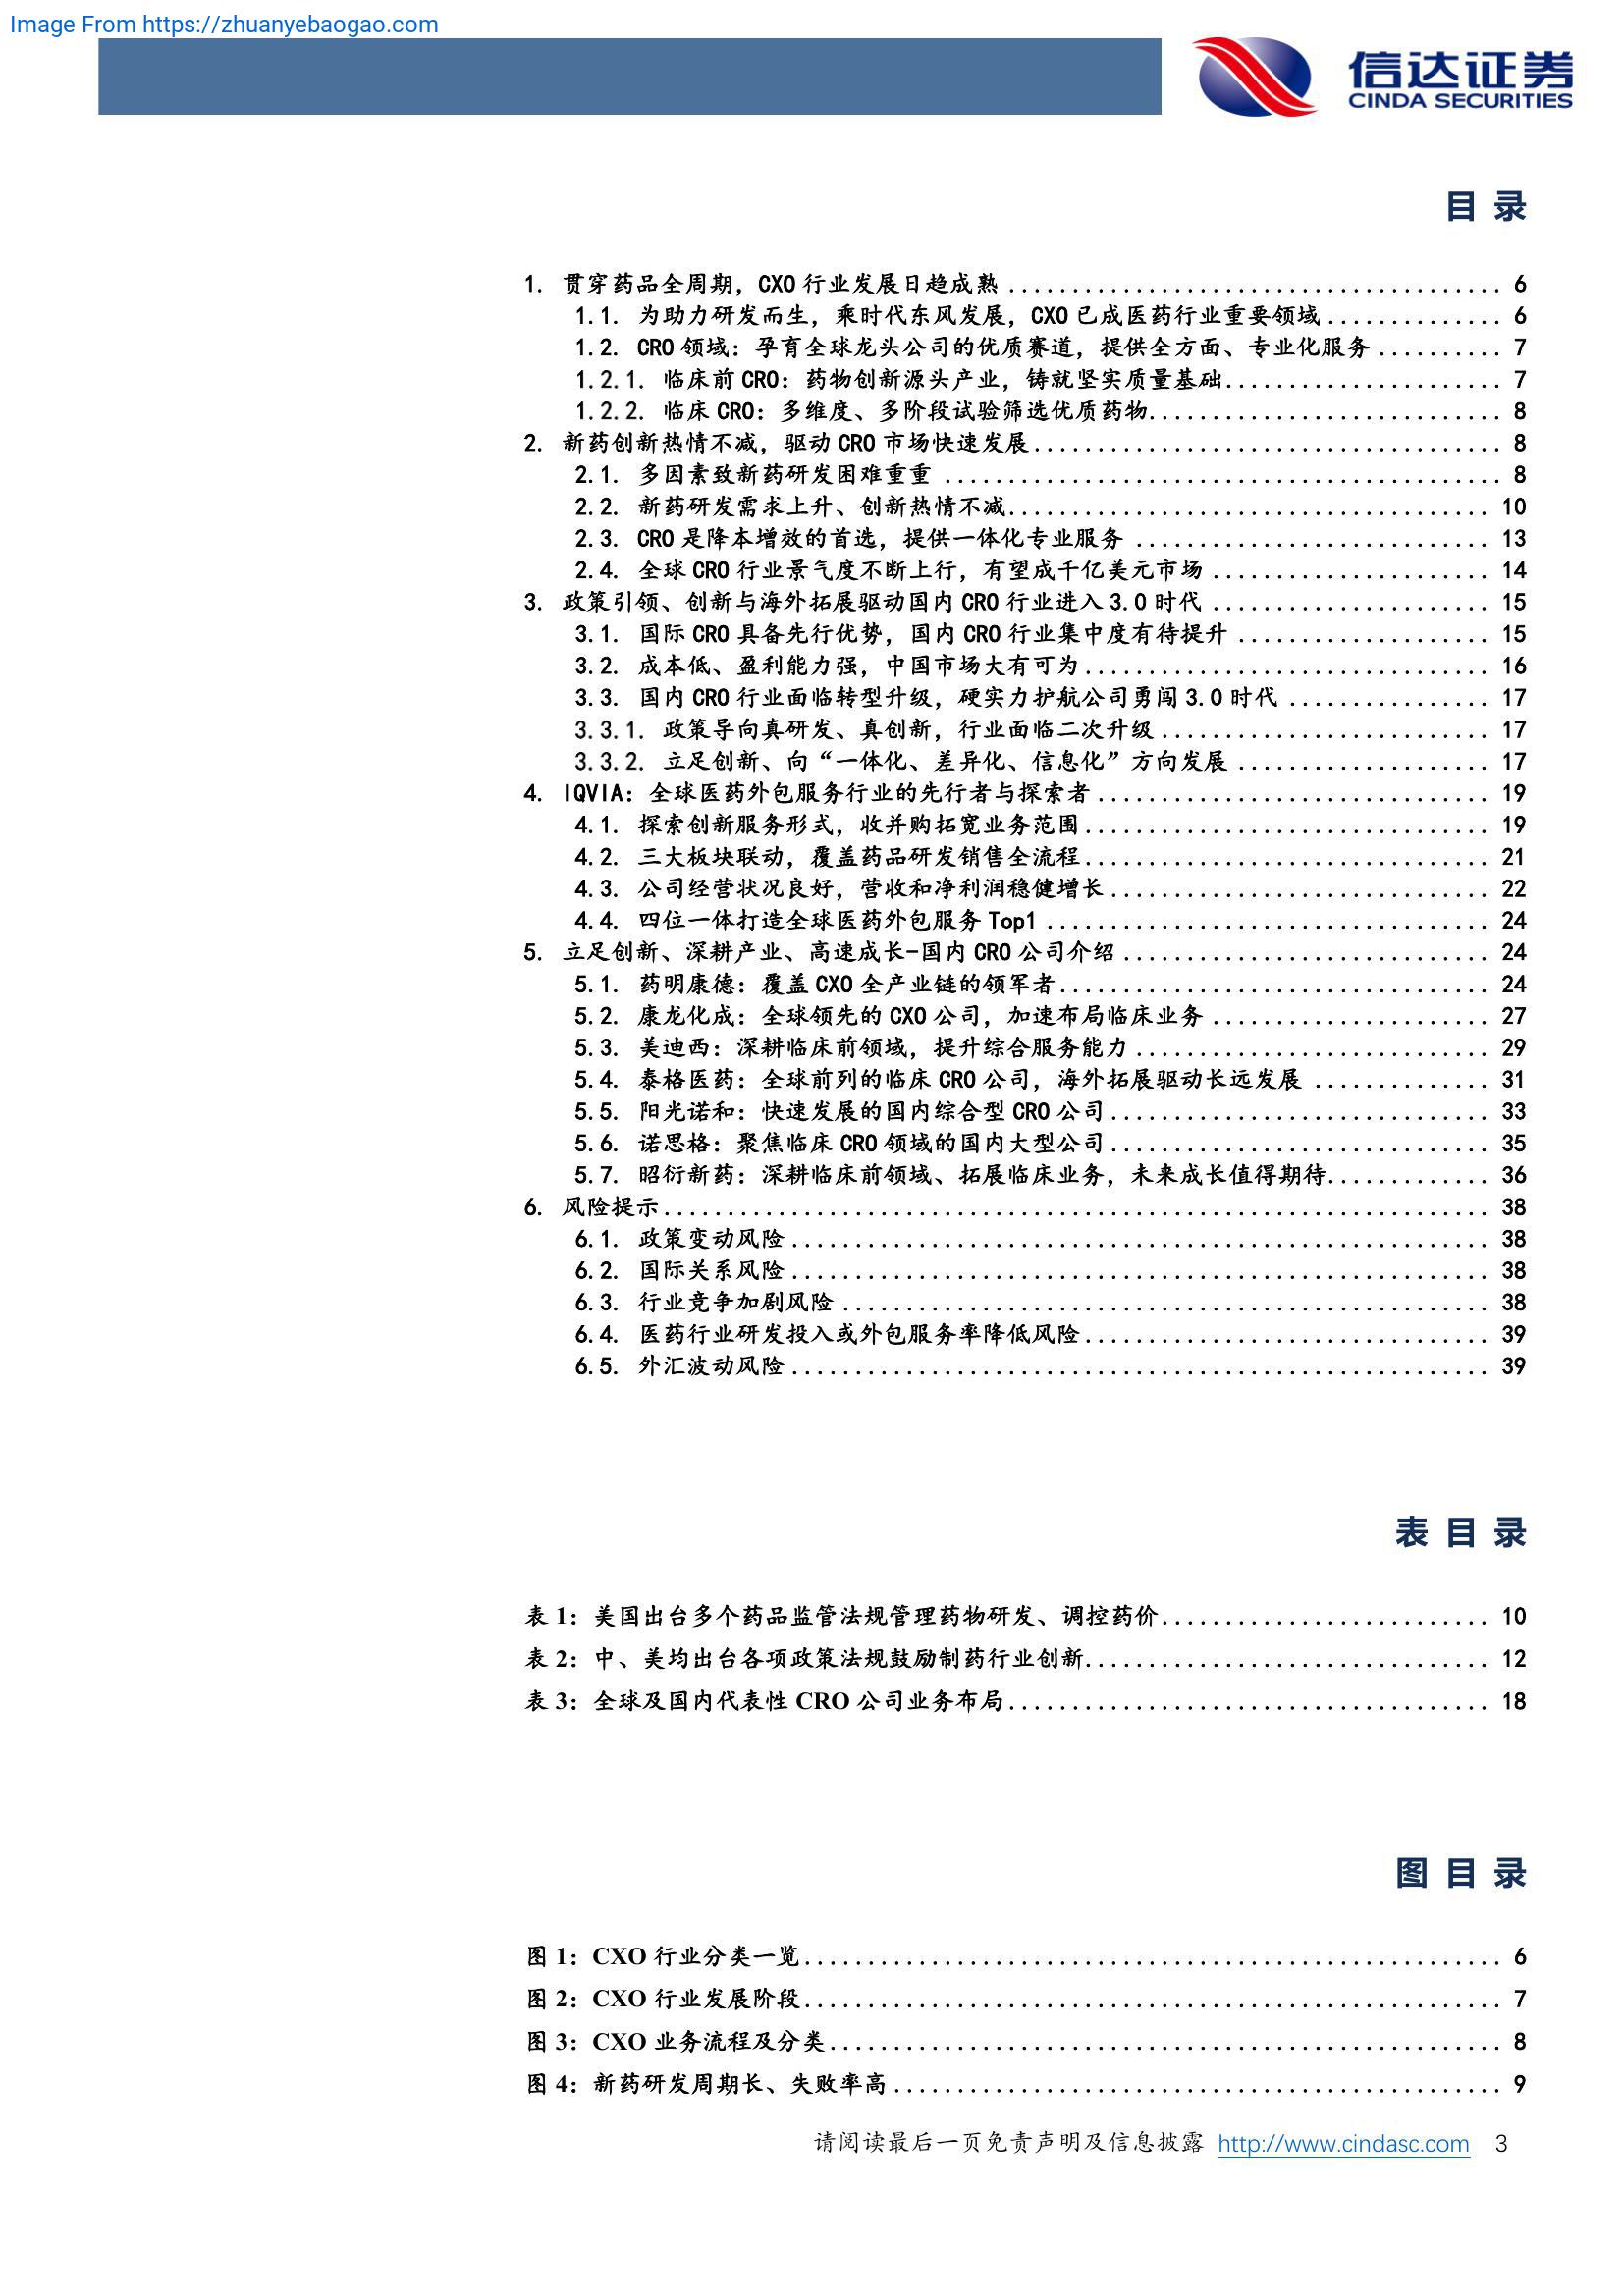 Image From https://zhuanyebaogao.com
信达证券
CINDA SECURITIES
目 录
1. 贯穿药品全周期，CXO 行业发展日趋成熟 ....................................... 6
1.1. 为助力研发而生，乘时代东风发展，CXO 已成医药行业重要领域.............. 6
1.2. CRO 领域：孕育全球龙头公司的优质赛道，提供全方面、专业化服务 .......... 7
1.2.1. 临床前 CRO：药物创新源头产业，铸就坚实质量基础...................... 7
1.2.2. 临床 CRO：多维度、多阶段试验筛选优质药物............................ 8
2. 新药创新热情不减，驱动 CRO 市场快速发展..................................... 8
2.1. 多因素致新药研发困难重重 ............................................ 8
2.2. 新药研发需求上升、创新热情不减...................................... 10
2.3. CRO 是降本增效的首选，提供一体化专业服务 ............................ 13
2.4. 全球 CRO 行业景气度不断上行，有望成千亿美元市场 ...................... 14
3. 政策引领、创新与海外拓展驱动国内 CRO 行业进入 3.0 时代 ...................... 15
3.1. 国际 CRO 具备先行优势，国内 CRO 行业集中度有待提升 .................... 15
3.2. 成本低、盈利能力强，中国市场大有可为................................ 16
3.3. 国内 CRO 行业面临转型升级，硬实力护航公司勇闯 3.0 时代 ................ 17
3.3.1. 政策导向真研发、真创新，行业面临二次升级.......................... 17
3.3.2. 立足创新、向“一体化、差异化、信息化”方向发展 .................... 17
4. IQVIA：全球医药外包服务行业的先行者与探索者 ............................... 19
4.1. 探索创新服务形式，收并购拓宽业务范围................................ 19
4.2. 三大板块联动，覆盖药品研发销售全流程................................ 21
4.3. 公司经营状况良好，营收和净利润稳健增长.............................. 22
4.4. 四位一体打造全球医药外包服务 Top1 ................................... 24
5. 立足创新、深耕产业、高速成长-国内 CRO 公司介绍 ............................. 24
5.1. 药明康德：覆盖 CXO 全产业链的领军者.................................. 24
5.2. 康龙化成：全球领先的 CXO 公司，加速布局临床业务 ...................... 27
5.3. 美迪西：深耕临床前领域，提升综合服务能力 ............................ 29
5.4. 泰格医药：全球前列的临床 CRO 公司，海外拓展驱动长远发展 .............. 31
5.5. 阳光诺和：快速发展的国内综合型 CRO 公司.............................. 33
5.6. 诺思格：聚焦临床 CRO 领域的国内大型公司.............................. 35
5.7. 昭衍新药：深耕临床前领域、拓展临床业务，未来成长值得期待............. 36
6. 风险提示................................................................. 38
6.1. 政策变动风险....................................................... 38
6.2. 国际关系风险....................................................... 38
6.3. 行业竞争加剧风险 ................................................... 38
6.4. 医药行业研发投入或外包服务率降低风险................................ 39
6.5. 外汇波动风险....................................................... 39
表 目 录
表 1：美国出台多个药品监管法规管理药物研发、调控药价.......................... 10
表 2：中、美均出台各项政策法规鼓励制药行业创新................................ 12
表 3：全球及国内代表性 CRO 公司业务布局...................................... 18
图 目 录
图 1：CXO 行业分类一览....................................................... 6
图 2：CXO 行业发展阶段....................................................... 7
图 3：CXO 业务流程及分类..................................................... 8
图 4：新药研发周期长、失败率高................................................ 9
请阅读最后一页免责声明及信息披露 http://www.cindasc.com 3